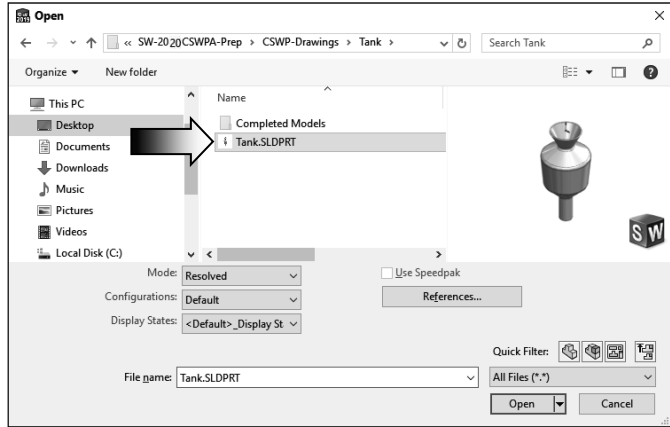 Open
« SW-2020CSWPA-Prep > CSWP-Drawings > Tank >
Search Tank
Organize
New folder
This PC
Desktop
Documents
Downloads
Music
Pictures
Videos
Local Disk (C:)
Name
Completed Models
Tank.SLDPRT
SW
Mode: Resolved
Use Speedpak
Configurations: Default
References...
Display States: <Default>_Display St
Quick Filter:
File name: Tank.SLDPRT
All Files (*.*)
Open
Cancel